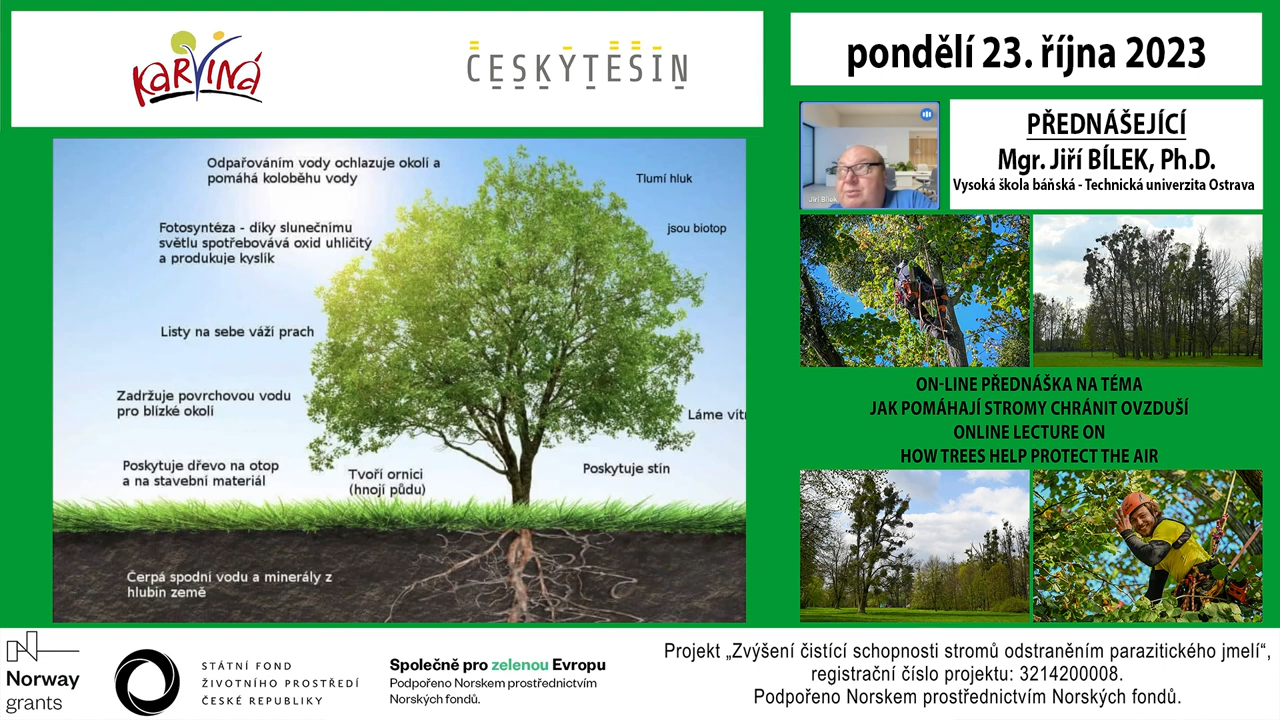 Karviná
ČESKÝTĚŠÍN
pondělí 23. října 2023
PŘEDNÁŠEJÍCÍ
Mgr. Jiří BÍLEK, Ph.D.
Vysoká škola báňská - Technická univerzita Ostrava
Jiří Bílek
Odpařováním vody ochlazuje okolí a
pomáhá koloběhu vody
Tlumí hluk
Fotosyntéza - díky slunečnímu
světlu spotřebovává oxid uhličitý
a produkuje kyslík
jsou biotop
Listy na sebe váží prach
Zadržuje povrchovou vodu
pro blízké okolí
Láme vítr
Poskytuje dřevo na otop
a na stavební materiál
Tvoří ornici
(hnojí půdu)
Poskytuje stín
Čerpá spodní vodu a minerály z
hlubin země
ON-LINE PŘEDNÁŠKA NA TÉMA
JAK POMÁHAJÍ STROMY CHRÁNIT OVZDUŠÍ
ONLINE LECTURE ON
HOW TREES HELP PROTECT THE AIR
Norway
grants
STÁTNÍ FOND
ŽIVOTNÍHO PROSTŘEDÍ
ČESKÉ REPUBLIKY
Společně pro zelenou Evropu
Podpořeno Norskem prostřednictvím
Norských fondů.
Projekt „Zvýšení čistící schopnosti stromů odstraněním parazitického jmelí“,
registrační číslo projektu: 3214200008.
Podpořeno Norskem prostřednictvím Norských fondů.